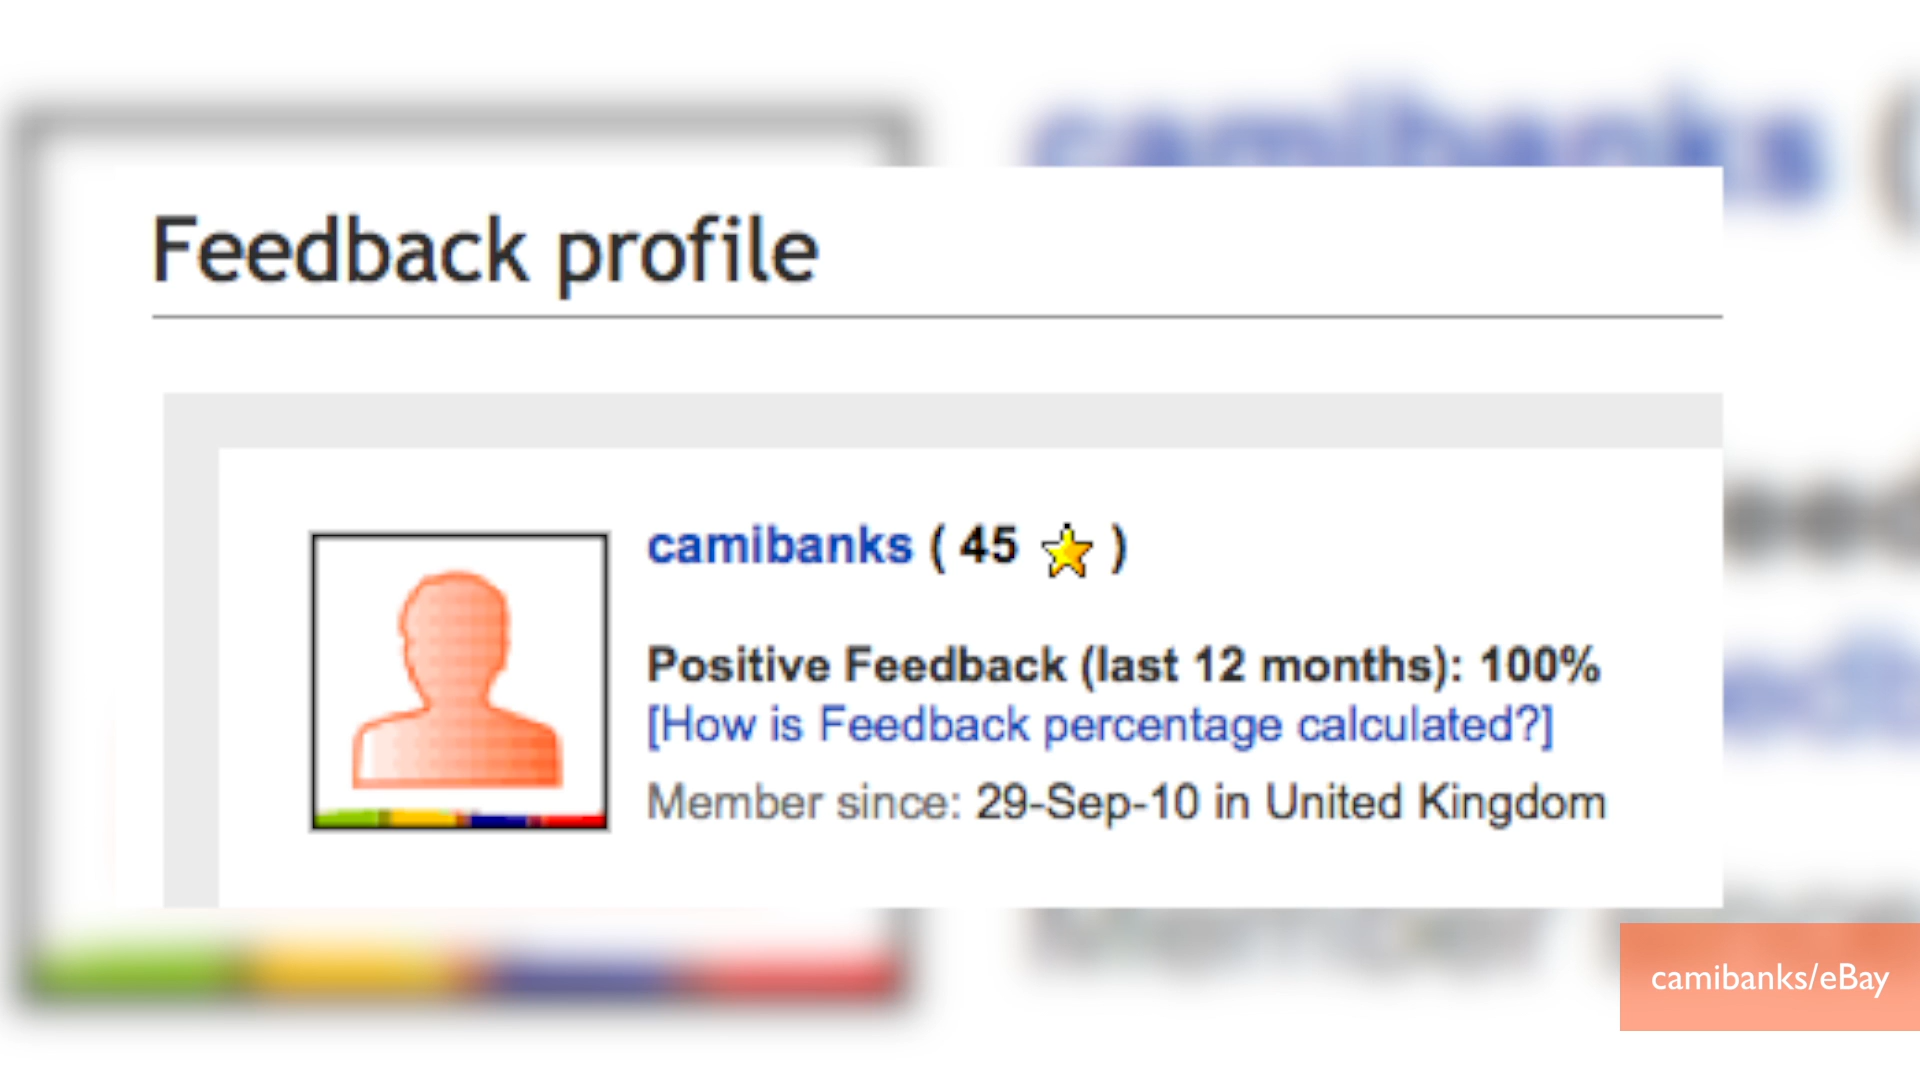 Feedback profile
camibanks ( 45 )
Positive Feedback (last 12 months): 100%
[How is Feedback percentage calculated?]
Member since: 29-Sep-10 in United Kingdom
camibanks/eBay